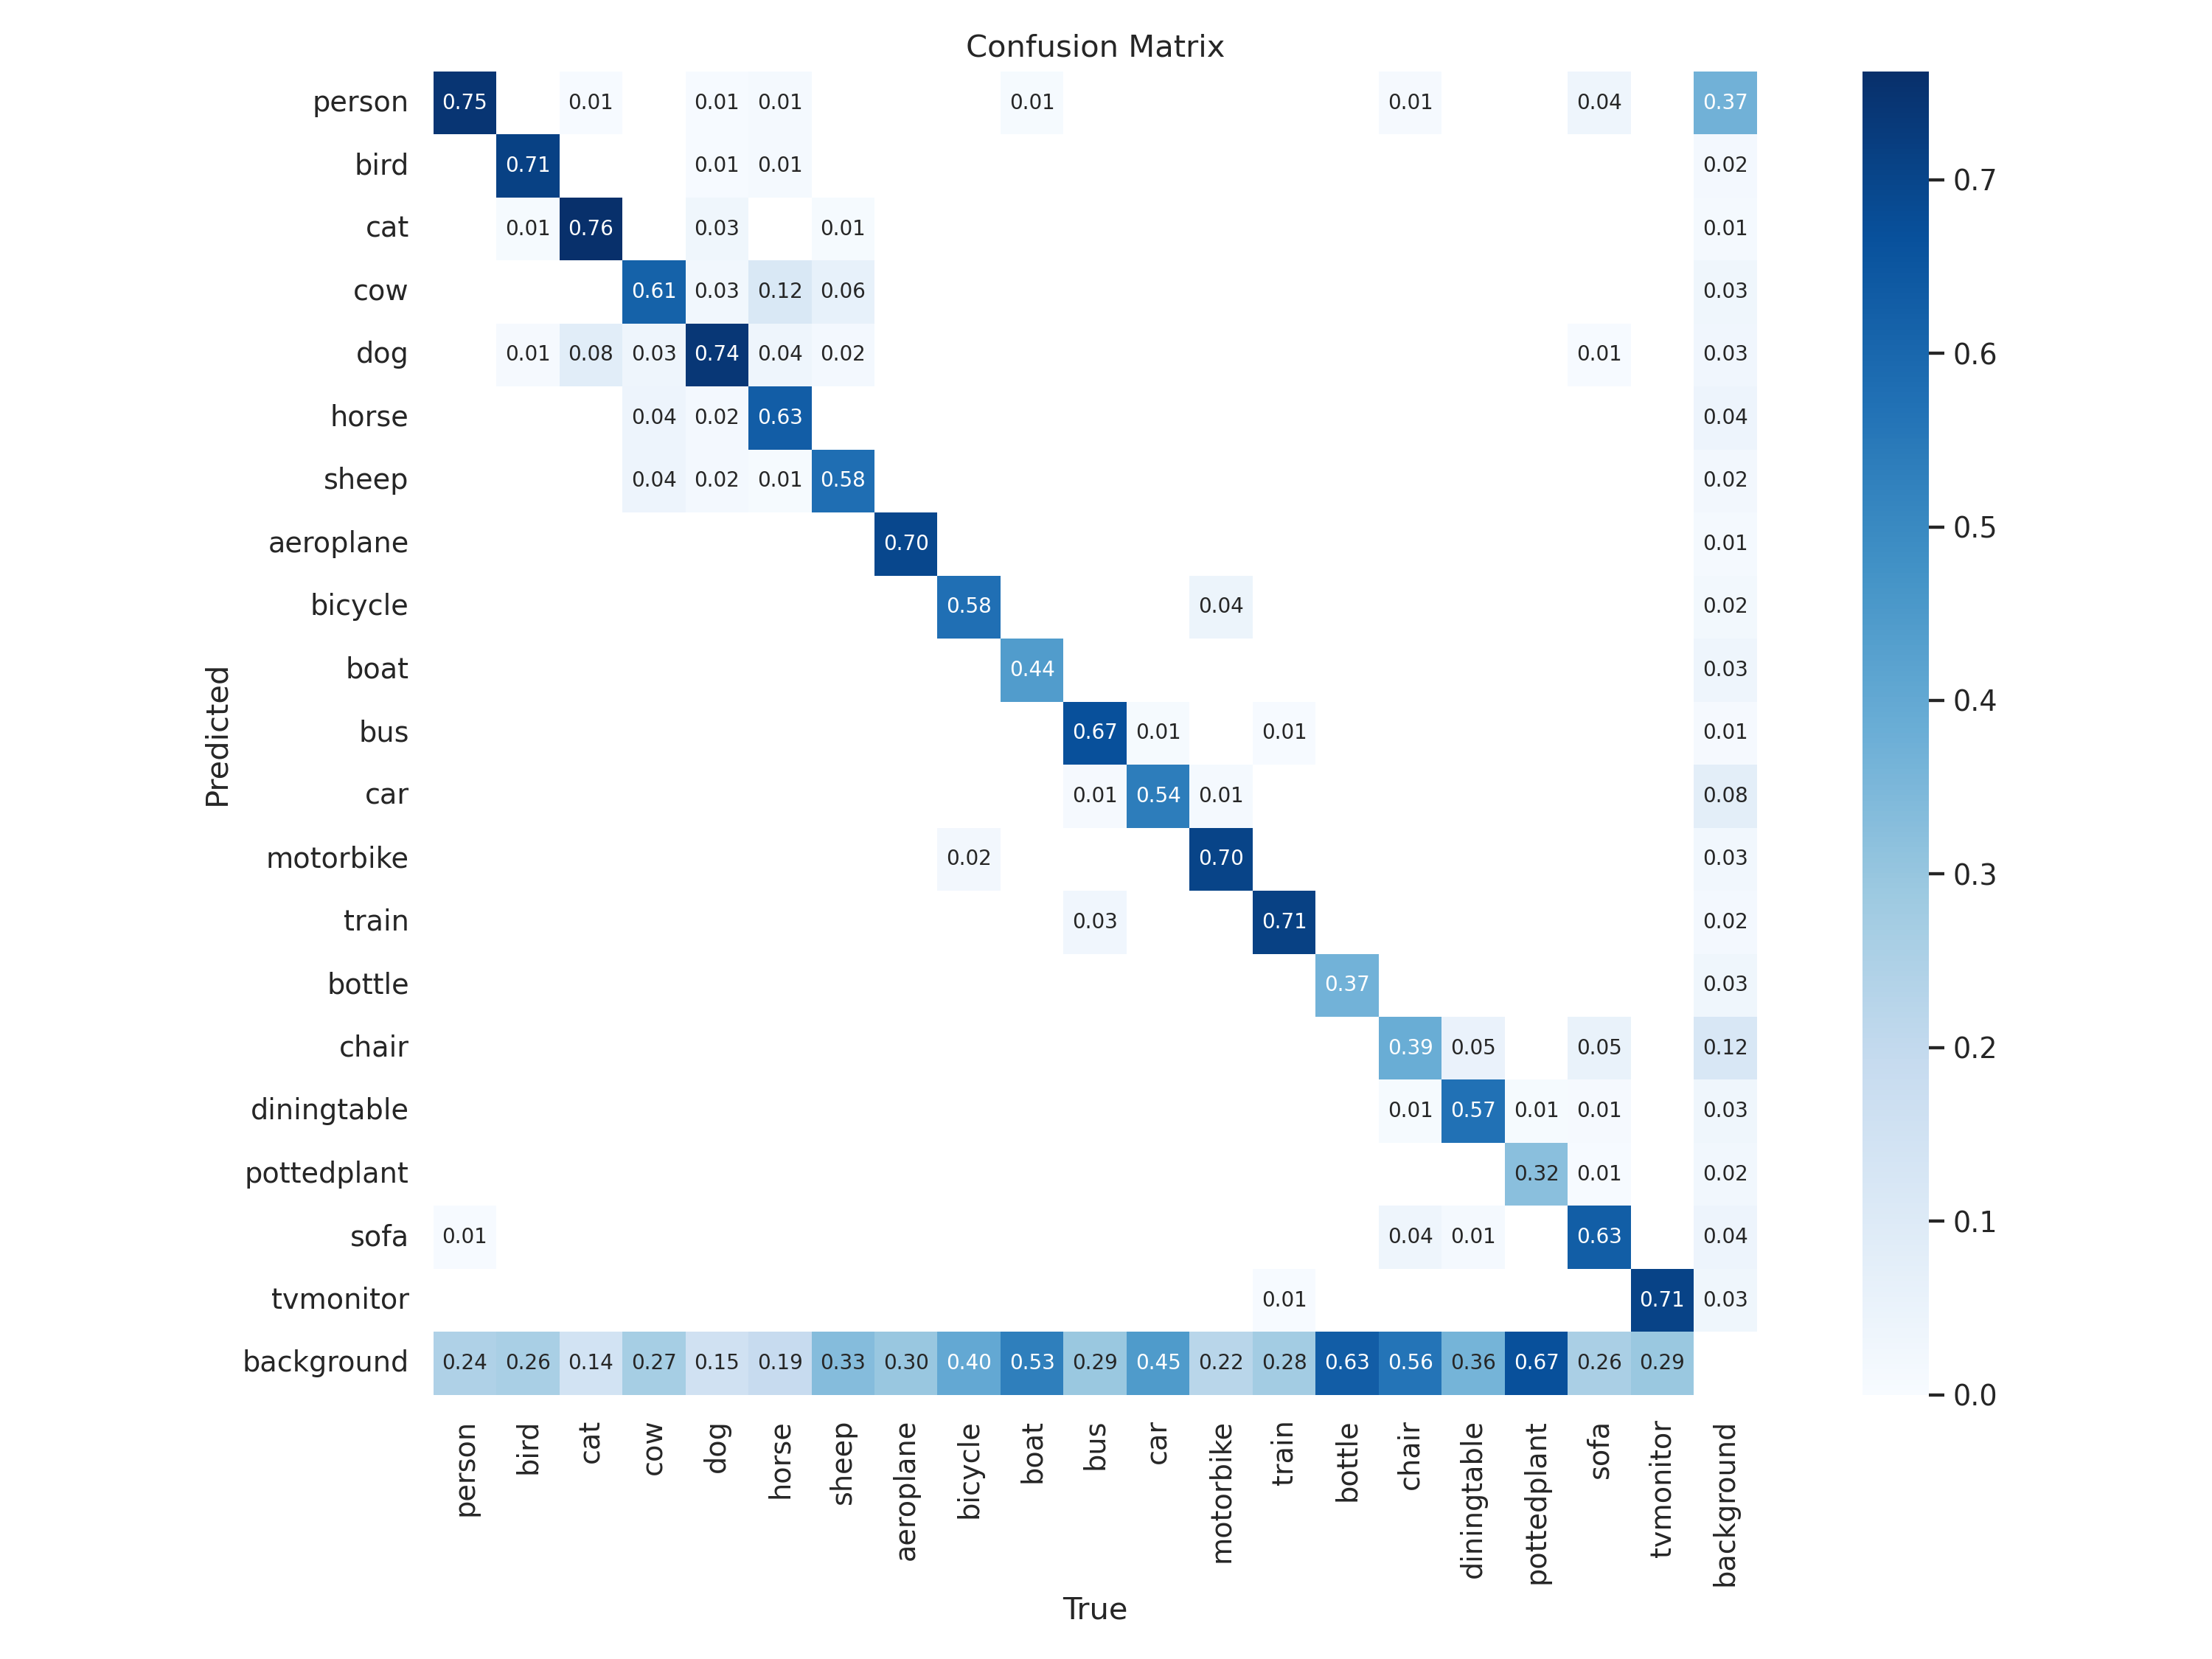 Confusion Matrix
person 0.75 0.01 0.01 0.01 0.01 0.01 0.04 0.37
bird 0.71 0.01 0.01 0.02
cat 0.01 0.76 0.03 0.01 0.01
cow 0.61 0.03 0.12 0.06 0.03
dog 0.01 0.08 0.03 0.74 0.04 0.02 0.01 0.03
horse 0.04 0.02 0.63 0.04
sheep 0.04 0.02 0.01 0.58 0.02
aeroplane 0.70 0.01
bicycle 0.58 0.04 0.02
boat 0.44 0.03
bus 0.67 0.01 0.01 0.01
car 0.01 0.54 0.01 0.08
motorbike 0.02 0.70 0.03
train 0.03 0.71 0.02
bottle 0.37 0.03
chair 0.39 0.05 0.05 0.12
diningtable 0.01 0.57 0.01 0.01 0.03
pottedplant 0.32 0.01 0.02
sofa 0.01 0.04 0.01 0.63 0.04
tvmonitor 0.01 0.71 0.03
background 0.24 0.26 0.14 0.27 0.15 0.19 0.33 0.30 0.40 0.53 0.29 0.45 0.22 0.28 0.63 0.56 0.36 0.67 0.26 0.29
person bird cat cow dog horse sheep aeroplane bicycle boat bus car motorbike train bottle chair diningtable pottedplant sofa tvmonitor background
True
Predicted
0.7
0.6
0.5
0.4
0.3
0.2
0.1
0.0